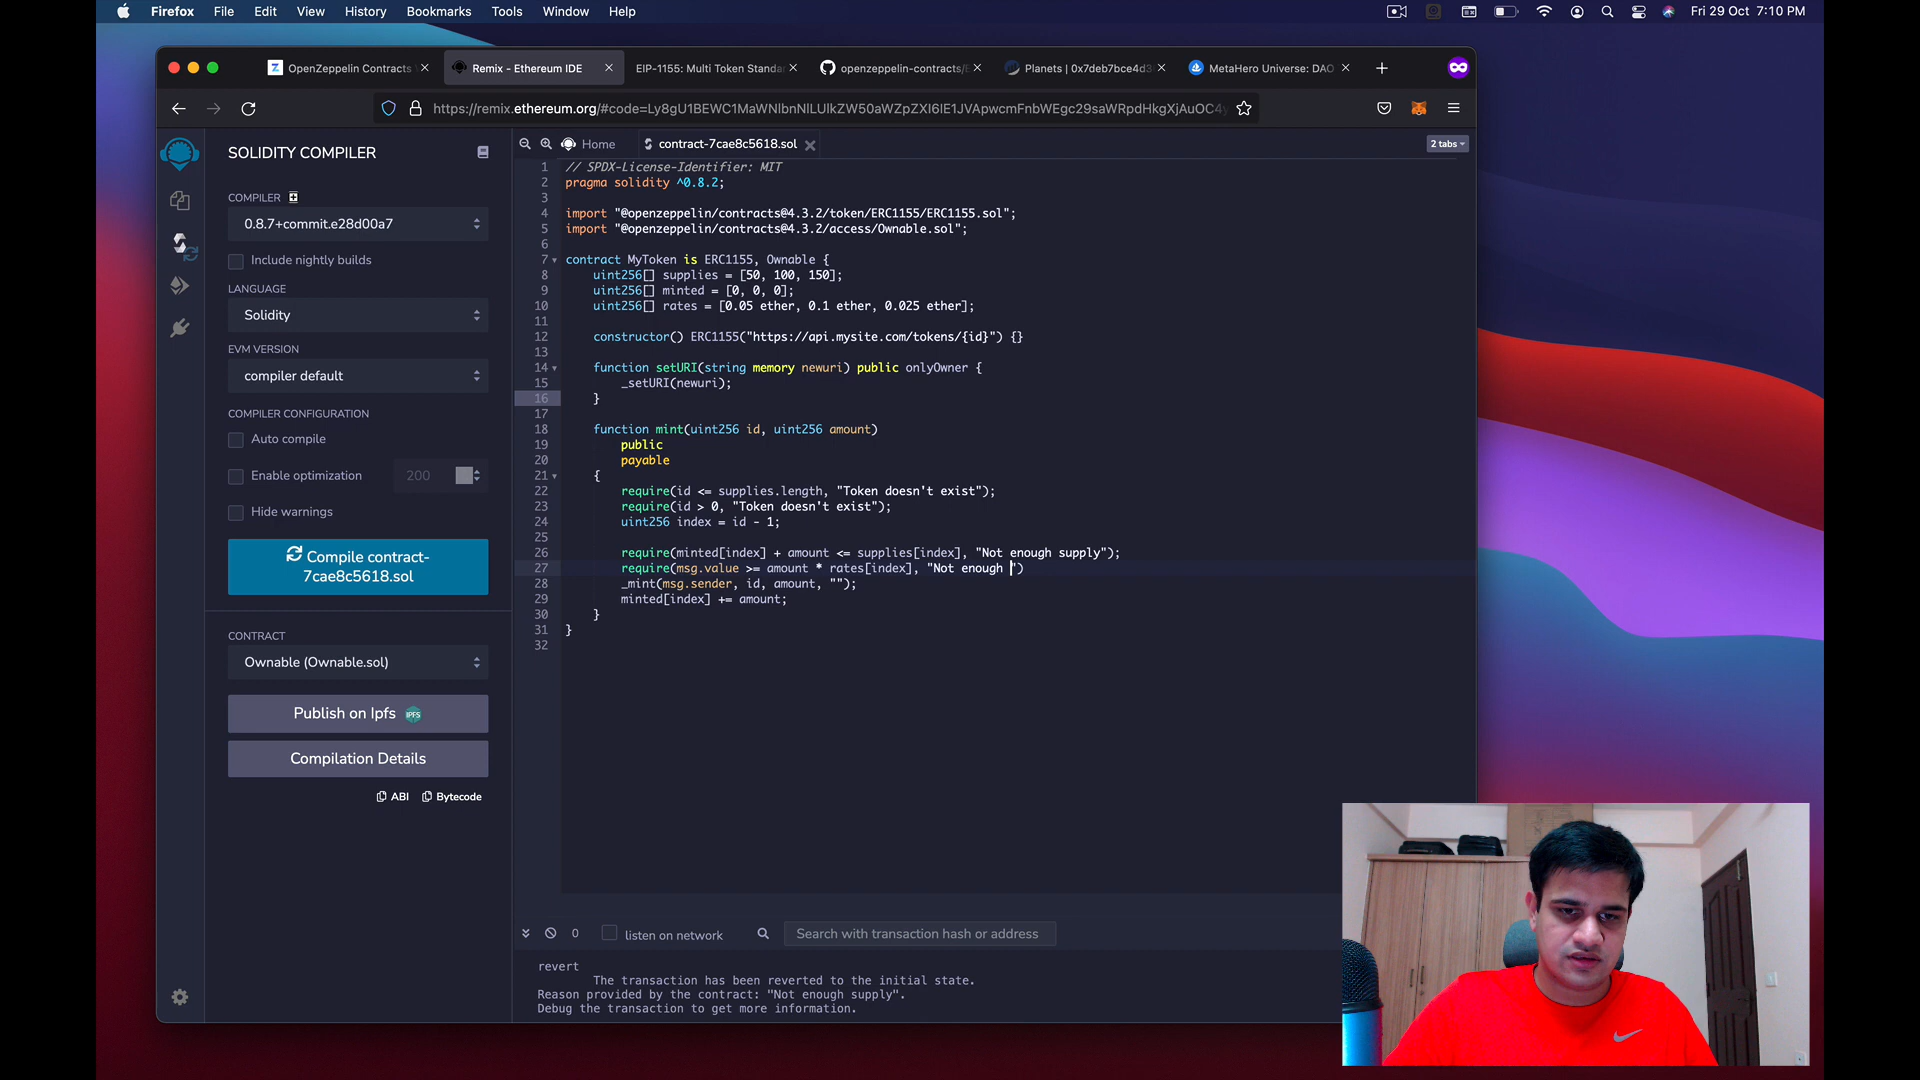 Firefox File Edit View History Bookmarks Tools Window Help Fri 29 Oct 7:10 PM
OpenZeppelin Contracts
Remix - Ethereum IDE
EIP-1155: Multi Token Standa
openzeppelin-contracts/
Planets | 0x7deb7bce4d3
MetaHero Universe: DAO
https://remix.ethereum.org/#code=Ly8gU1BEWC1MaWNlbnNlLUlkZW50aWZpZXI6IE1JVApwcmFnbWEgc29saWRpdHkgXjAuOC4y
SOLIDITY COMPILER
COMPILER
0.8.7+commit.e28d00a7
Include nightly builds
LANGUAGE
Solidity
EVM VERSION
compiler default
COMPILER CONFIGURATION
Auto compile
Enable optimization 200
Hide warnings
Compile contract-
7cae8c5618.sol
CONTRACT
Ownable (Ownable.sol)
Publish on Ipfs IPFS
Compilation Details
ABI Bytecode
Home contract-7cae8c5618.sol 2 tabs
1 // SPDX-License-Identifier: MIT
2 pragma solidity ^0.8.2;
3
4 import "@openzeppelin/contracts@4.3.2/token/ERC1155/ERC1155.sol";
5 import "@openzeppelin/contracts@4.3.2/access/Ownable.sol";
6
7 contract MyToken is ERC1155, Ownable {
8 uint256[] supplies = [50, 100, 150];
9 uint256[] minted = [0, 0, 0];
10 uint256[] rates = [0.05 ether, 0.1 ether, 0.025 ether];
11
12 constructor() ERC1155("https://api.mysite.com/tokens/{id}") {}
13
14 function setURI(string memory newuri) public onlyOwner {
15 _setURI(newuri);
16 }
17
18 function mint(uint256 id, uint256 amount)
19 public
20 payable
21 {
22 require(id <= supplies.length, "Token doesn't exist");
23 require(id > 0, "Token doesn't exist");
24 uint256 index = id - 1;
25
26 require(minted[index] + amount <= supplies[index], "Not enough supply");
27 require(msg.value >= amount * rates[index], "Not enough ")
28 _mint(msg.sender, id, amount, "");
29 minted[index] += amount;
30 }
31 }
32
0 listen on network Search with transaction hash or address
revert
The transaction has been reverted to the initial state.
Reason provided by the contract: "Not enough supply".
Debug the transaction to get more information.